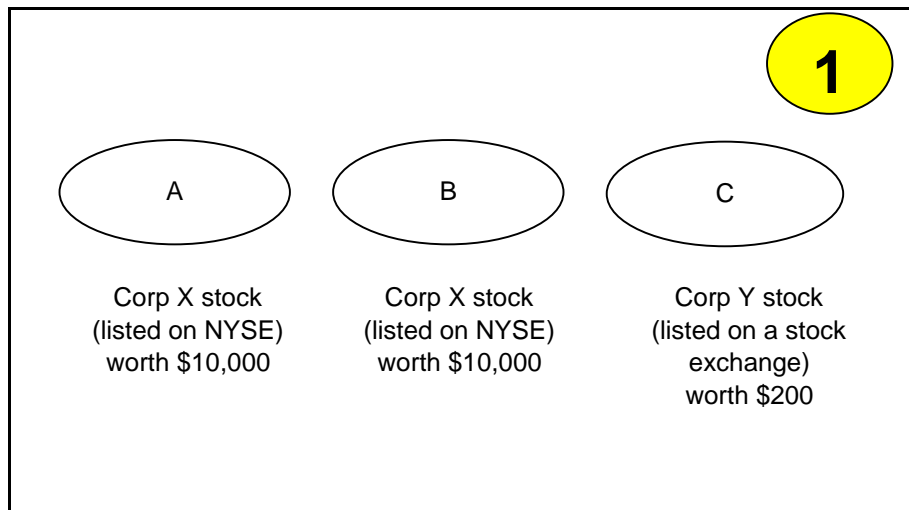 1
A
B
C
Corp X stock
(listed on NYSE)
worth $10,000
Corp X stock
(listed on NYSE)
worth $10,000
Corp Y stock
(listed on a stock
exchange)
worth $200